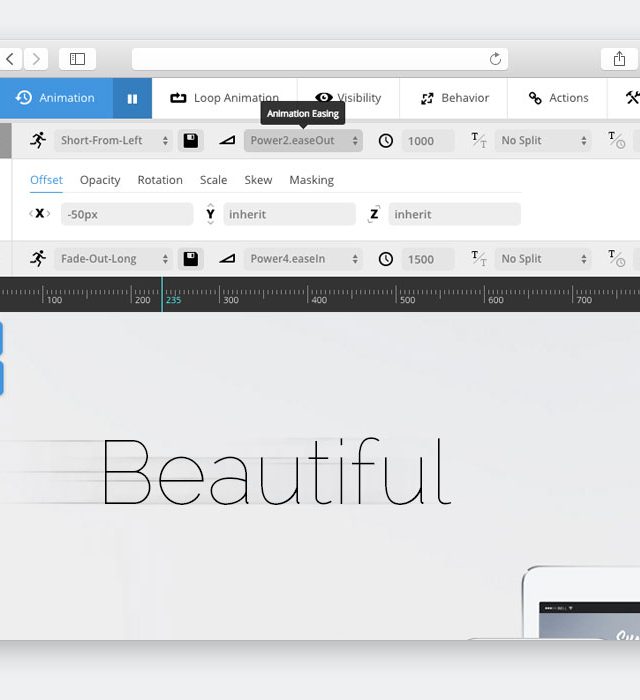 Animation Loop Animation Visibility Behavior Actions
Animation Easing
Short-From-Left Power2.easeOut 1000 T/T No Split T
Offset Opacity Rotation Scale Skew Masking
X -50px Y inherit Z inherit
Fade-Out-Long Power4.easeIn 1500 T/T No Split T
100 200 235 300 400 500 600 700
Beautiful
BELL